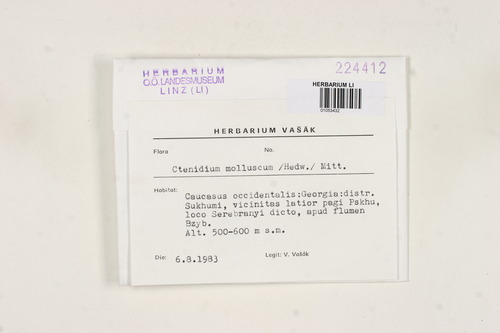 HERBARIUM
O.Ö. LANDESMUSEUM
LINZ (LI)
224412
HERBARIUM LI
01053432
HERBARIUM VAŠÁK
Flora No.
Ctenidium molluscum /Hedw./ Mitt.
Habitat:
Caucasus occidentalis:Georgia:distr.
Sukhumi, vicinitas latior pagi Pskhu,
loco Serebranyi dicto, apud flumen
Bzyb.
Alt. 500-600 m s.m.
Die: 6.8.1983 Legit: V. Vašák